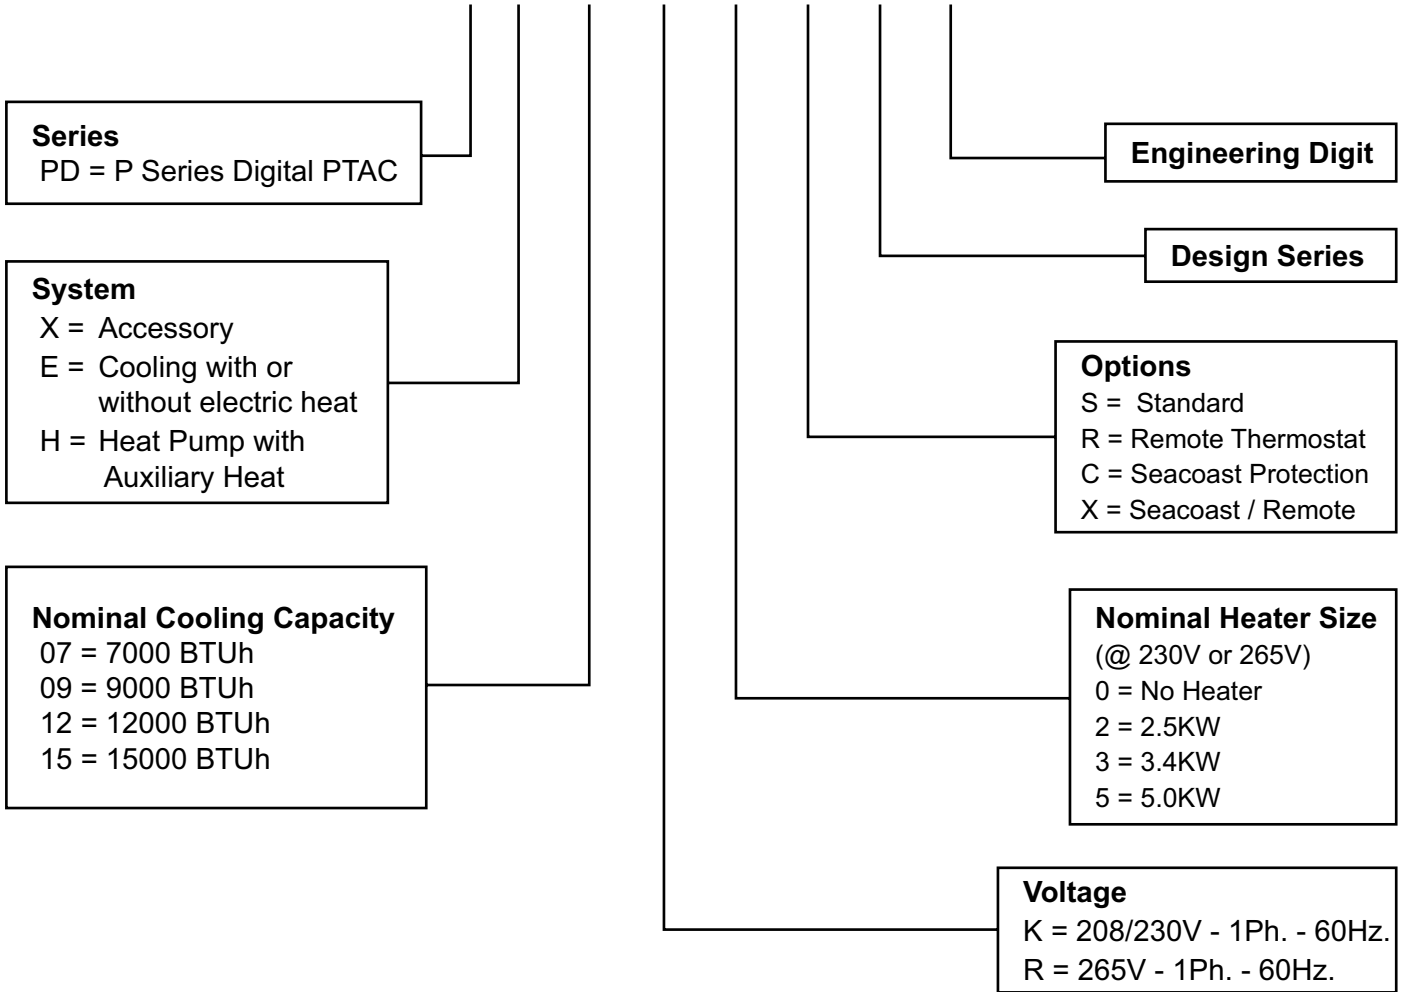 Series
PD = P Series Digital PTAC
System
X = Accessory
E = Cooling with or
without electric heat
H = Heat Pump with
Auxiliary Heat
Nominal Cooling Capacity
07 = 7000 BTUh
09 = 9000 BTUh
12 = 12000 BTUh
15 = 15000 BTUh
Engineering Digit
Design Series
Options
S = Standard
R = Remote Thermostat
C = Seacoast Protection
X = Seacoast / Remote
Nominal Heater Size
(@ 230V or 265V)
0 = No Heater
2 = 2.5KW
3 = 3.4KW
5 = 5.0KW
Voltage
K = 208/230V - 1Ph. - 60Hz.
R = 265V - 1Ph. - 60Hz.